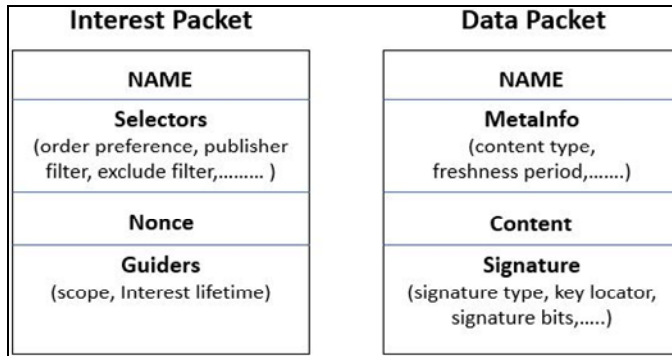 Interest Packet
NAME
Selectors
(order preference, publisher
filter, exclude filter,......... )
Nonce
Guiders
(scope, Interest lifetime)
Data Packet
NAME
MetaInfo
(content type,
freshness period,.......)
Content
Signature
(signature type, key locator,
signature bits,.....)